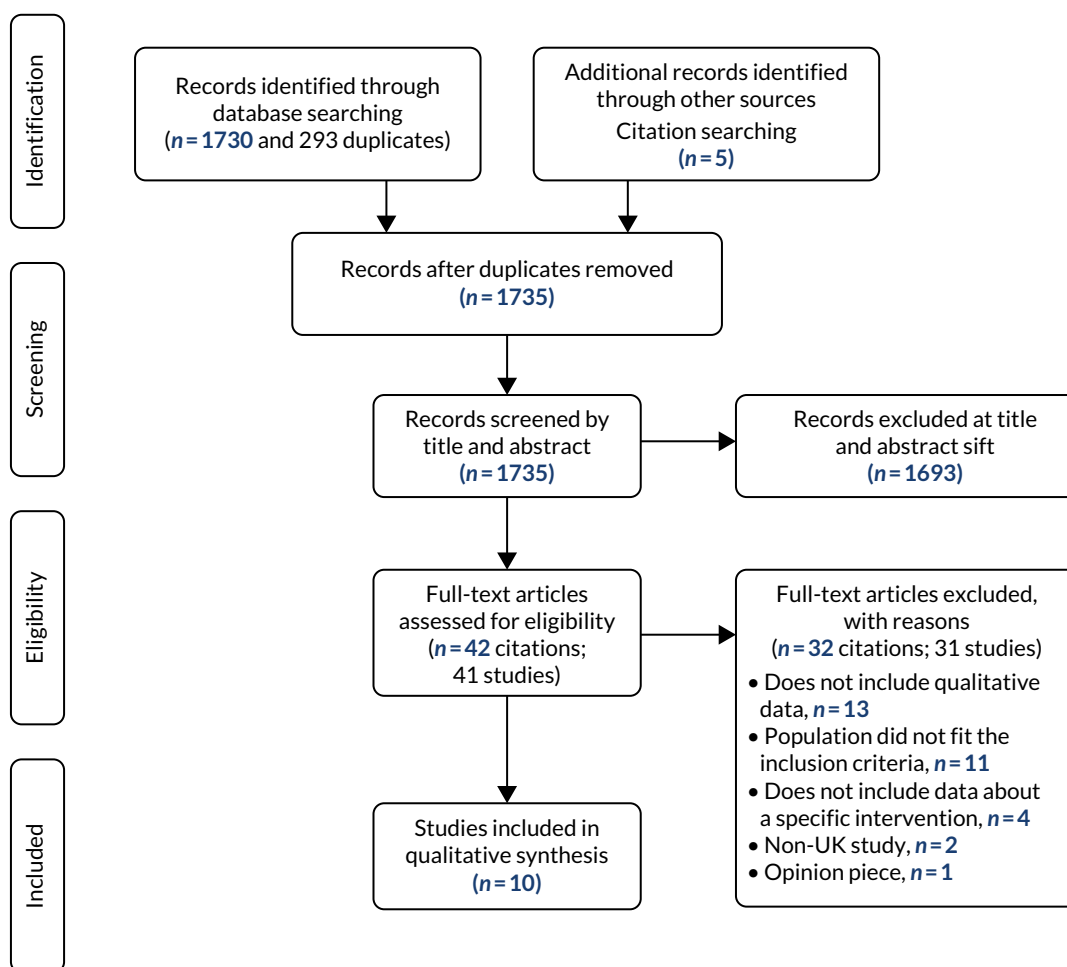 Identification
Records identified through
database searching
(n=1730 and 293 duplicates)
Additional records identified
through other sources
Citation searching
(n=5)
Records after duplicates removed
(n=1735)
Screening
Records screened by
title and abstract
(n=1735)
Records excluded at title
and abstract sift
(n=1693)
Eligibility
Full-text articles
assessed for eligibility
(n=42 citations;
41 studies)
Full-text articles excluded,
with reasons
(n=32 citations; 31 studies)
• Does not include qualitative
data, n=13
• Population did not fit the
inclusion criteria, n=11
• Does not include data about
a specific intervention, n=4
• Non-UK study, n=2
• Opinion piece, n=1
Included
Studies included in
qualitative synthesis
(n=10)